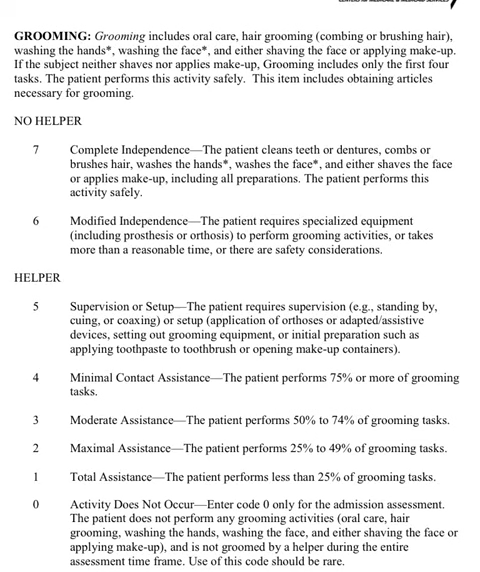 CENTERS FOR MEDICARE & MEDICAID SERVICES
GROOMING: Grooming includes oral care, hair grooming (combing or brushing hair),
washing the hands*, washing the face*, and either shaving the face or applying make-up.
If the subject neither shaves nor applies make-up, Grooming includes only the first four
tasks. The patient performs this activity safely.  This item includes obtaining articles
necessary for grooming.
NO HELPER
7 Complete Independence—The patient cleans teeth or dentures, combs or
brushes hair, washes the hands*, washes the face*, and either shaves the face
or applies make-up, including all preparations. The patient performs this
activity safely.
6 Modified Independence—The patient requires specialized equipment
(including prosthesis or orthosis) to perform grooming activities, or takes
more than a reasonable time, or there are safety considerations.
HELPER
5 Supervision or Setup—The patient requires supervision (e.g., standing by,
cuing, or coaxing) or setup (application of orthoses or adapted/assistive
devices, setting out grooming equipment, or initial preparation such as
applying toothpaste to toothbrush or opening make-up containers).
4 Minimal Contact Assistance—The patient performs 75% or more of grooming
tasks.
3 Moderate Assistance—The patient performs 50% to 74% of grooming tasks.
2 Maximal Assistance—The patient performs 25% to 49% of grooming tasks.
1 Total Assistance—The patient performs less than 25% of grooming tasks.
0 Activity Does Not Occur—Enter code 0 only for the admission assessment.
The patient does not perform any grooming activities (oral care, hair
grooming, washing the hands, washing the face, and either shaving the face or
applying make-up), and is not groomed by a helper during the entire
assessment time frame. Use of this code should be rare.